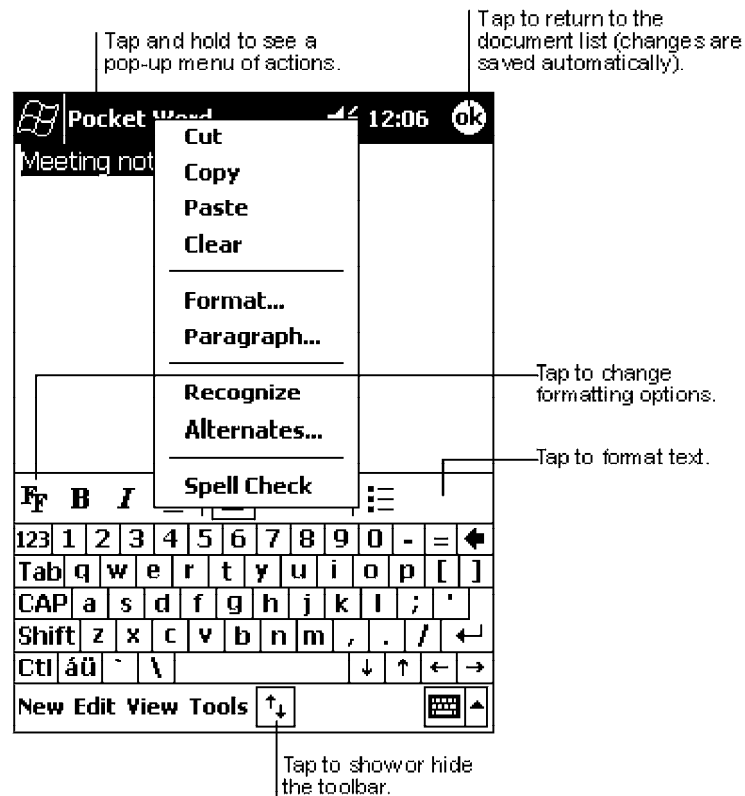 Tap and hold to see a
pop-up menu of actions.
Tap to return to the
document list (changes are
saved automatically).
Pocket Word 12:06 ok
Meeting not
Cut
Copy
Paste
Clear
Format...
Paragraph...
Recognize
Alternates...
Spell Check
Tap to change
formatting options.
Tap to format text.
FF B I
123 1 2 3 4 5 6 7 8 9 0 - =
Tab q w e r t y u i o p [ ]
CAP a s d f g h j k l ; '
Shift z x c v b n m , . /
Ctl áü ` \ ↓ ↑ ← →
New Edit View Tools
Tap to show or hide
the toolbar.